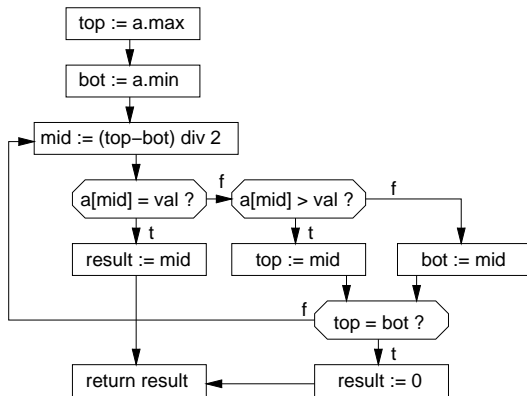 top := a.max
bot := a.min
mid := (top-bot) div 2
a[mid] = val ?
f
a[mid] > val ?
f
t
t
result := mid
top := mid
bot := mid
f
top = bot ?
t
return result
result := 0